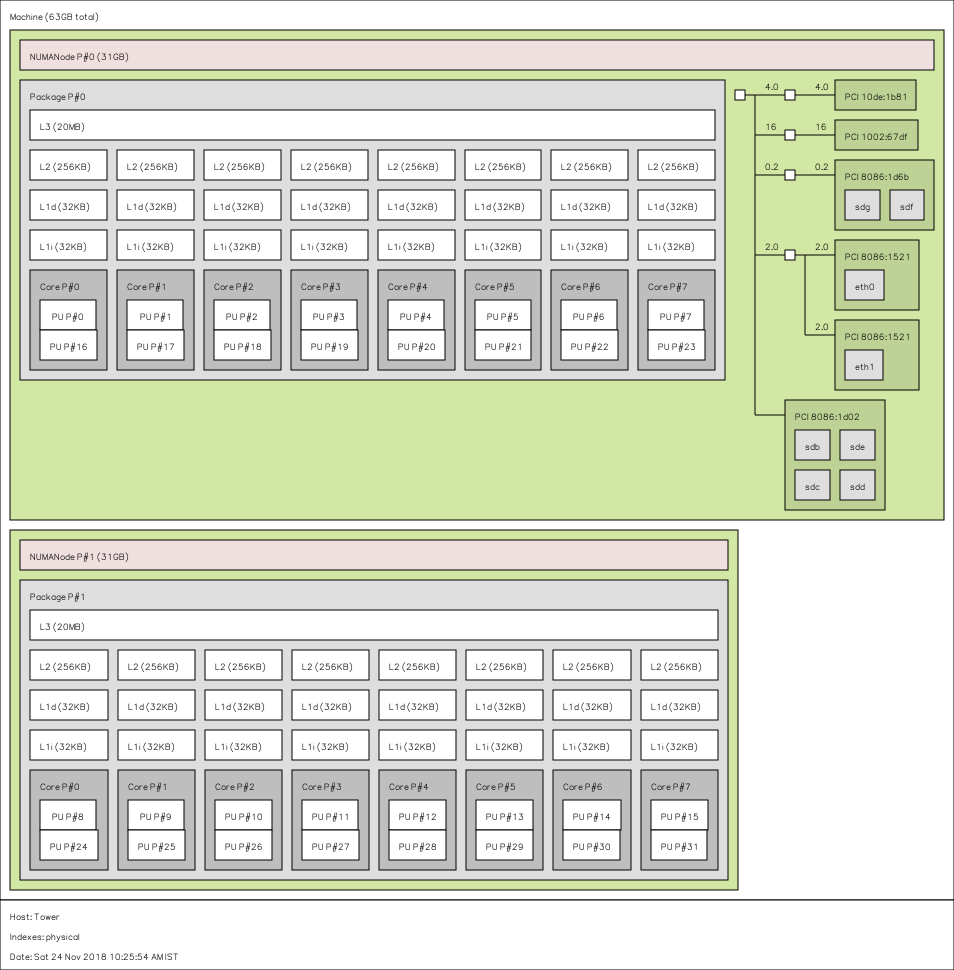 Machine (63GB total)
NUMANode P#0 (31GB)
Package P#0
L3 (20MB)
L2 (256KB) L2 (256KB) L2 (256KB) L2 (256KB) L2 (256KB) L2 (256KB) L2 (256KB) L2 (256KB)
L1d (32KB) L1d (32KB) L1d (32KB) L1d (32KB) L1d (32KB) L1d (32KB) L1d (32KB) L1d (32KB)
L1i (32KB) L1i (32KB) L1i (32KB) L1i (32KB) L1i (32KB) L1i (32KB) L1i (32KB) L1i (32KB)
Core P#0 Core P#1 Core P#2 Core P#3 Core P#4 Core P#5 Core P#6 Core P#7
PU P#0 PU P#1 PU P#2 PU P#3 PU P#4 PU P#5 PU P#6 PU P#7
PU P#16 PU P#17 PU P#18 PU P#19 PU P#20 PU P#21 PU P#22 PU P#23
4.0 4.0 PCI 10de:1b81
16 16 PCI 1002:67df
0.2 0.2 PCI 8086:1d6b
sdg sdf
2.0 2.0 PCI 8086:1521
eth0
2.0 PCI 8086:1521
eth1
PCI 8086:1d02
sdb sde
sdc sdd
NUMANode P#1 (31GB)
Package P#1
L3 (20MB)
L2 (256KB) L2 (256KB) L2 (256KB) L2 (256KB) L2 (256KB) L2 (256KB) L2 (256KB) L2 (256KB)
L1d (32KB) L1d (32KB) L1d (32KB) L1d (32KB) L1d (32KB) L1d (32KB) L1d (32KB) L1d (32KB)
L1i (32KB) L1i (32KB) L1i (32KB) L1i (32KB) L1i (32KB) L1i (32KB) L1i (32KB) L1i (32KB)
Core P#0 Core P#1 Core P#2 Core P#3 Core P#4 Core P#5 Core P#6 Core P#7
PU P#8 PU P#9 PU P#10 PU P#11 PU P#12 PU P#13 PU P#14 PU P#15
PU P#24 PU P#25 PU P#26 PU P#27 PU P#28 PU P#29 PU P#30 PU P#31
Host: Tower
Indexes: physical
Date: Sat 24 Nov 2018 10:25:54 AM IST